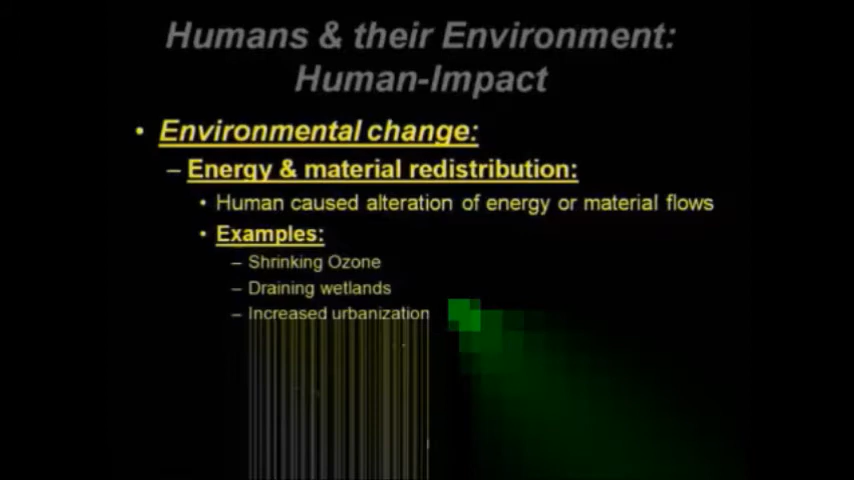 Humans & their Environment:
Human-Impact
• Environmental change:
– Energy & material redistribution:
• Human caused alteration of energy or material flows
• Examples:
– Shrinking Ozone
– Draining wetlands
– Increased urbanization